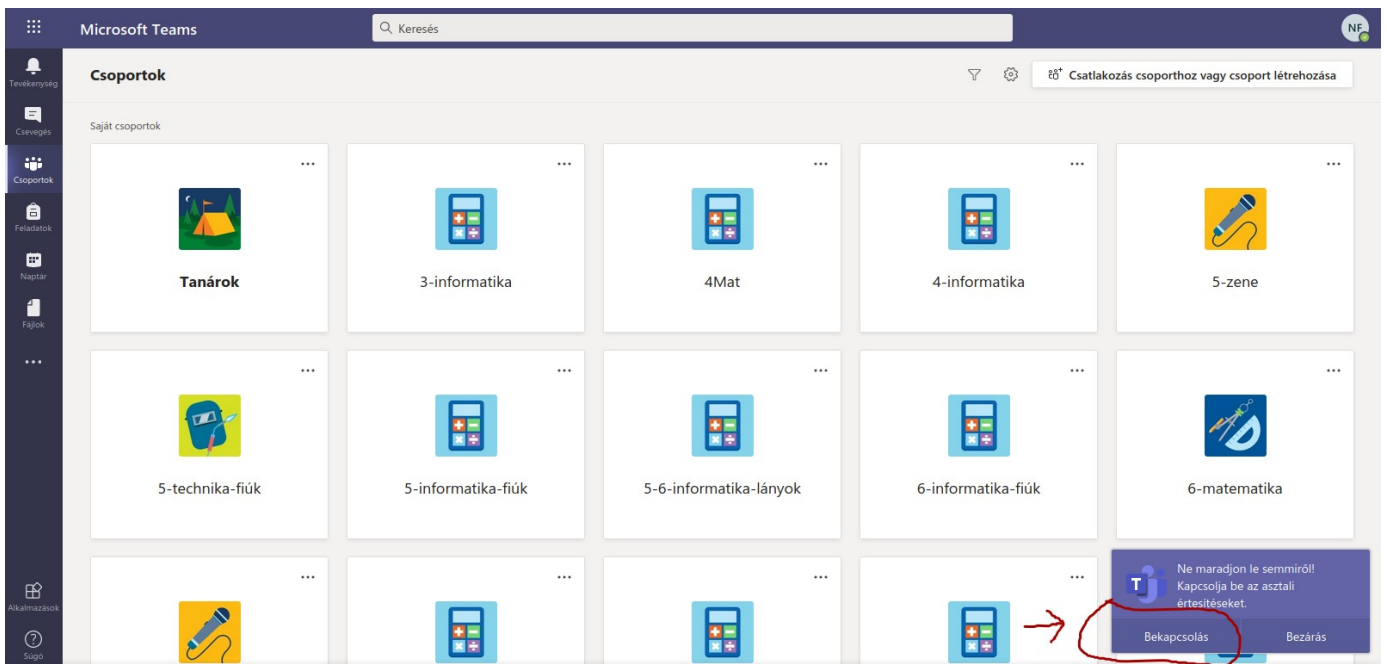 Microsoft Teams
Keresés
NF
Tevékenység
Csoportok
Csatlakozás csoporthoz vagy csoport létrehozása
Csevegés
Saját csoportok
Csoportok
Feladatok
Naptár
Fájlok
Tanárok
3-informatika
4Mat
4-informatika
5-zene
5-technika-fiúk
5-informatika-fiúk
5-6-informatika-lányok
6-informatika-fiúk
6-matematika
Ne maradjon le semmiről!
Kapcsolja be az asztali
értesítéseket.
Bekapcsolás
Bezárás
Alkalmazások
Súgó